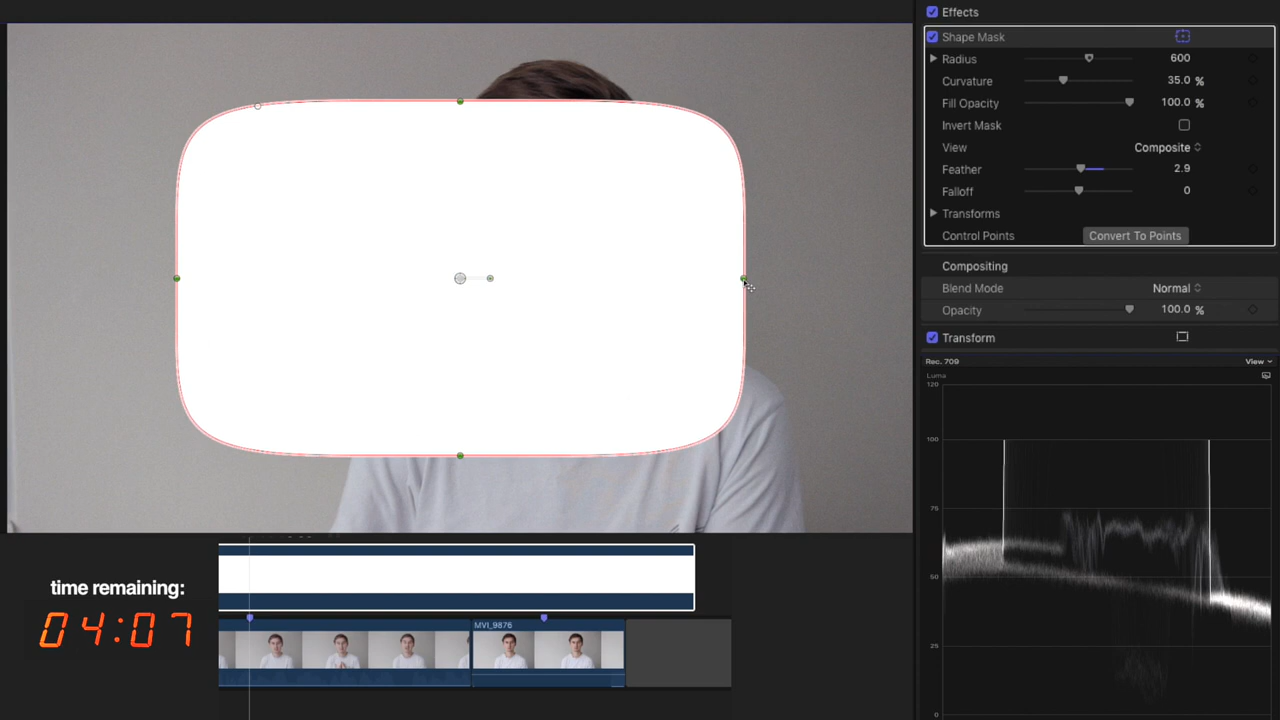 Effects
Shape Mask
Radius 600
Curvature 35.0 %
Fill Opacity 100.0 %
Invert Mask
View Composite
Feather 2.9
Falloff 0
Transforms
Control Points Convert To Points
Compositing
Blend Mode Normal
Opacity 100.0 %
Transform
Rec. 709 View
Luma
120
100
75
50
25
0
time remaining:
04:07
MVI_9876